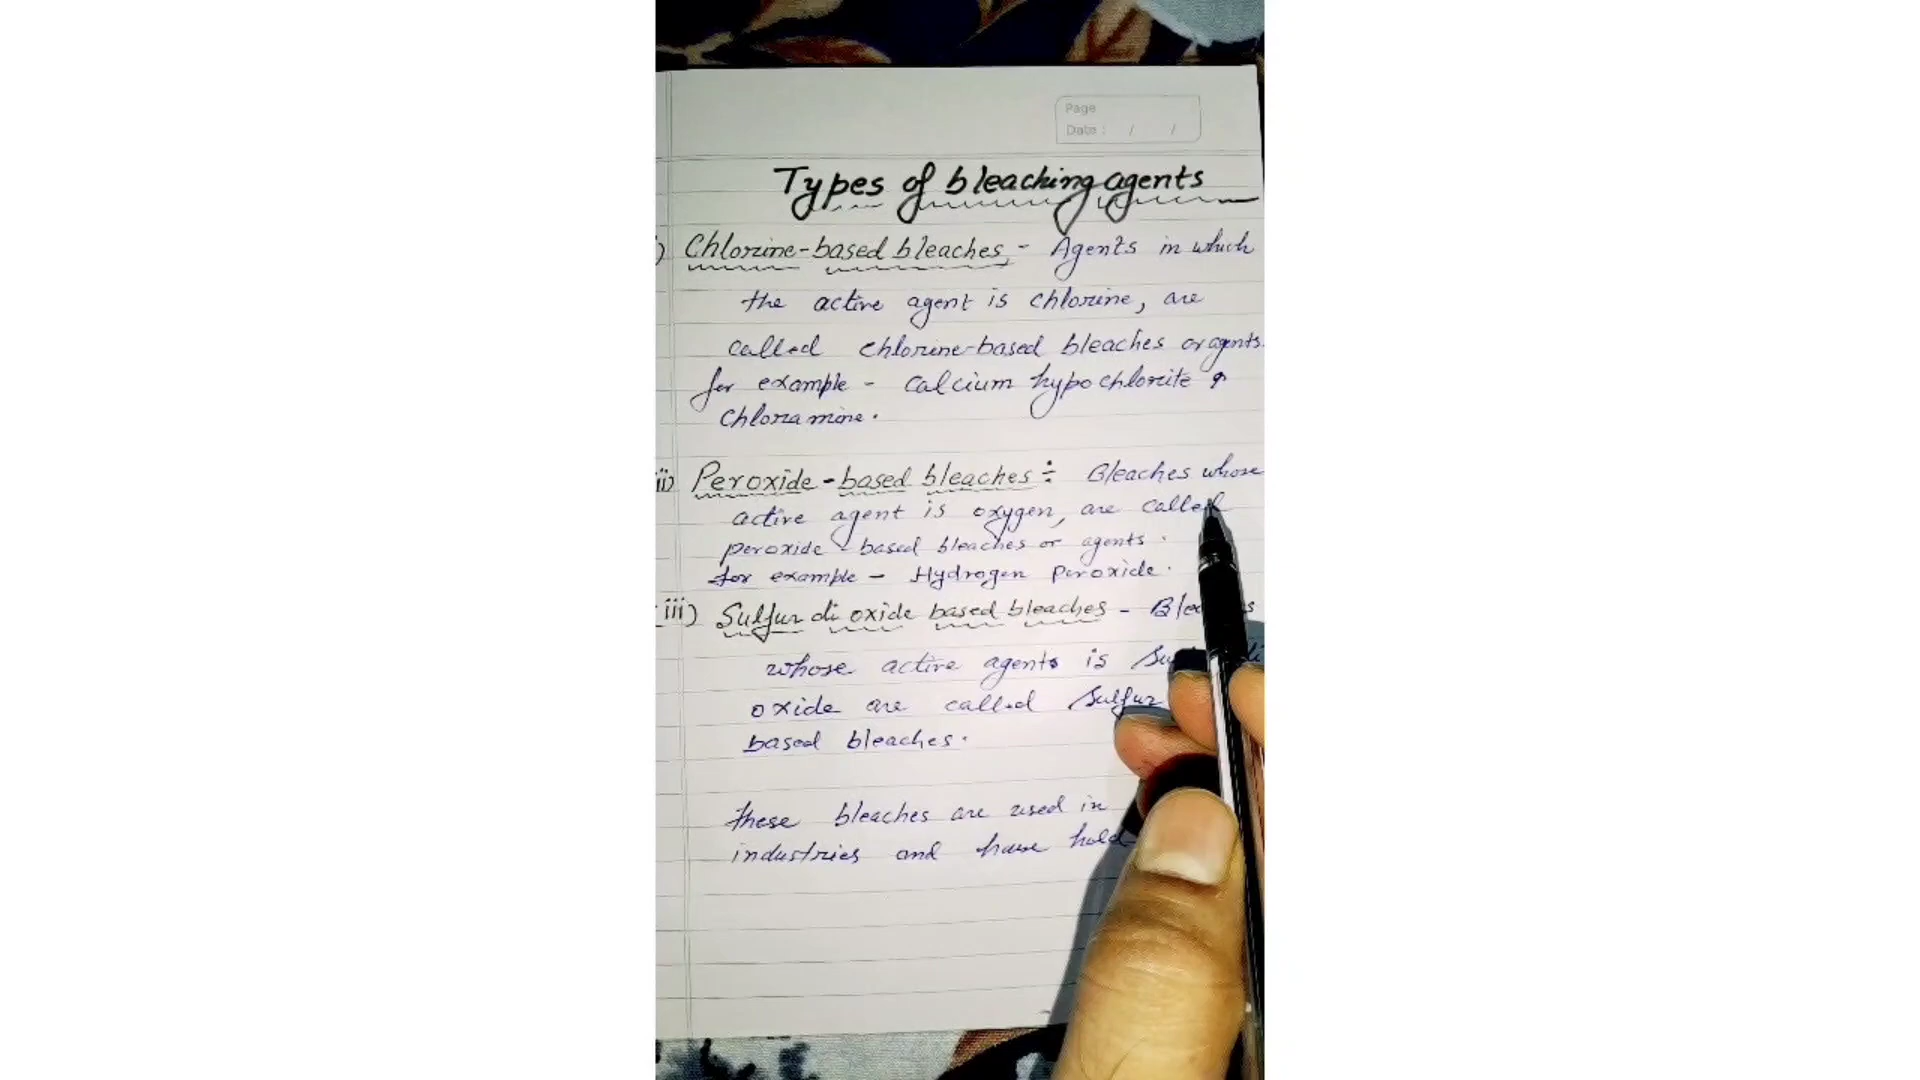 Page
Date : / /
Types of bleaching agents
) Chlorine-based bleaches - Agents in which
the active agent is chlorine, are
called chlorine-based bleaches or agents.
for example - Calcium hypochlorite &
Chloramine.
ii) Peroxide-based bleaches ÷ Bleaches whose
active agent is oxygen, are called
peroxide-based bleaches or agents.
for example - Hydrogen Peroxide.
iii) Sulfur di oxide based bleaches -
whose active agents is
oxide are called Sulfur
based bleaches.
These bleaches are used in
industries and house hold